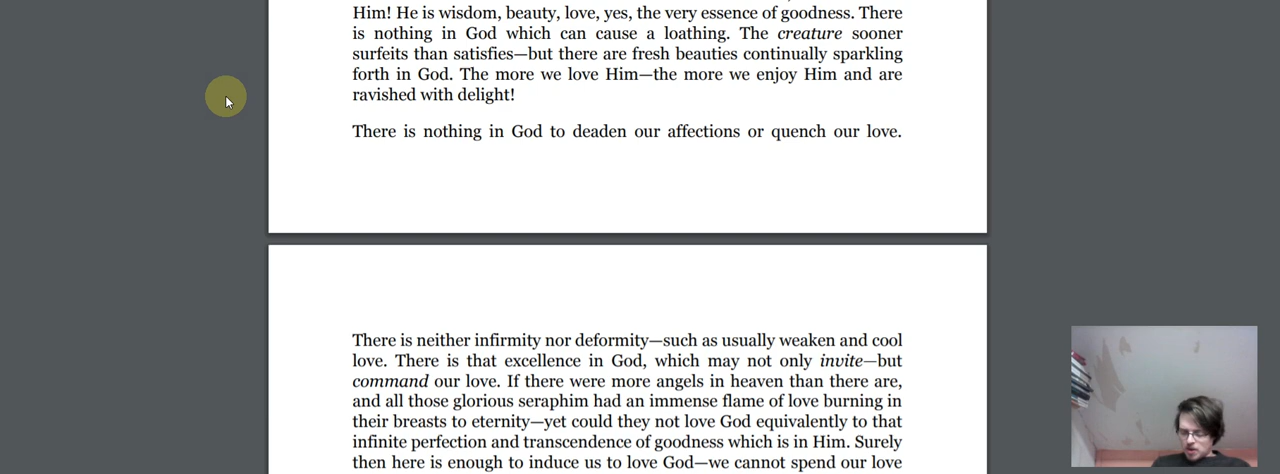 Him! He is wisdom, beauty, love, yes, the very essence of goodness. There
is nothing in God which can cause a loathing. The creature sooner
surfeits than satisfies—but there are fresh beauties continually sparkling
forth in God. The more we love Him—the more we enjoy Him and are
ravished with delight!
There is nothing in God to deaden our affections or quench our love.
There is neither infirmity nor deformity—such as usually weaken and cool
love. There is that excellence in God, which may not only invite—but
command our love. If there were more angels in heaven than there are,
and all those glorious seraphim had an immense flame of love burning in
their breasts to eternity—yet could they not love God equivalently to that
infinite perfection and transcendence of goodness which is in Him. Surely
then here is enough to induce us to love God—we cannot spend our love